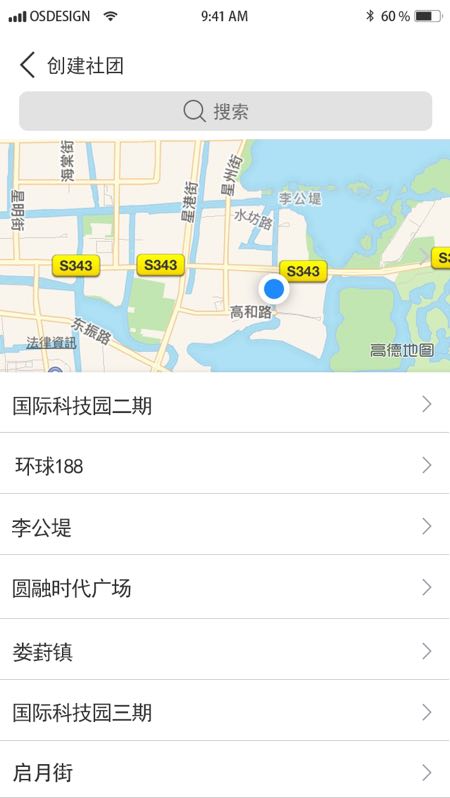 OSDESIGN
9:41 AM
60 %
创建社团
搜索
海棠街
星州街
星港街
星明街
李公堤
水坊路
S343
S343
S343
S3
高和路
东振路
法律資訊
高德地图
国际科技园二期
环球188
李公堤
圆融时代广场
娄葑镇
国际科技园三期
启月街